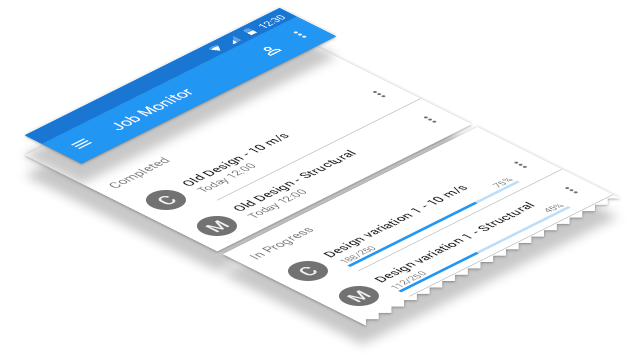 12:30
Job Monitor
Completed
C
Old Design - 10 m/s
Today 12:00
M
Old Design - Structural
Today 12:00
In Progress
C
Design variation 1 - 10 m/s
188/250 75%
M
Design variation 1 - Structural
112/250 45%